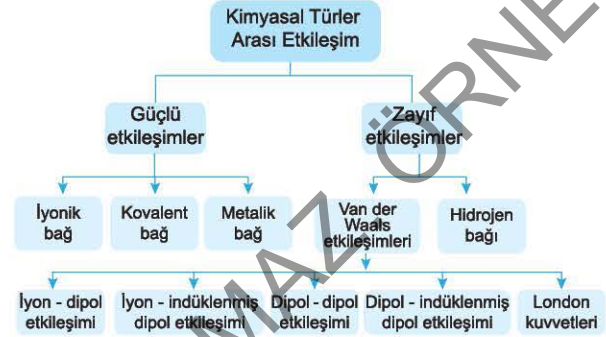 Kimyasal Türler
Arası Etkileşim
Güçlü
etkileşimler
Zayıf
etkileşimler
İyonik
bağ
Kovalent
bağ
Metalik
bağ
Van der
Waals
etkileşimleri
Hidrojen
bağı
İyon - dipol
etkileşimi
İyon - indüklenmiş
dipol etkileşimi
Dipol - dipol
etkileşimi
Dipol - indüklenmiş
dipol etkileşimi
London
kuvvetleri